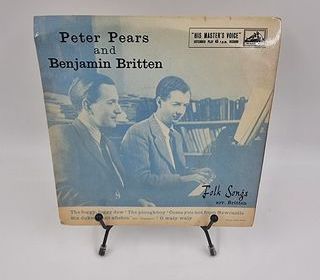 Peter Pears
and
Benjamin Britten
"HIS MASTER'S VOICE"
EXTENDED PLAY 45 r.p.m. RECORD
Folk Songs
arr. Britten
The foggy, foggy dew / The ploughboy / Come you not from Newcastle
O waly waly